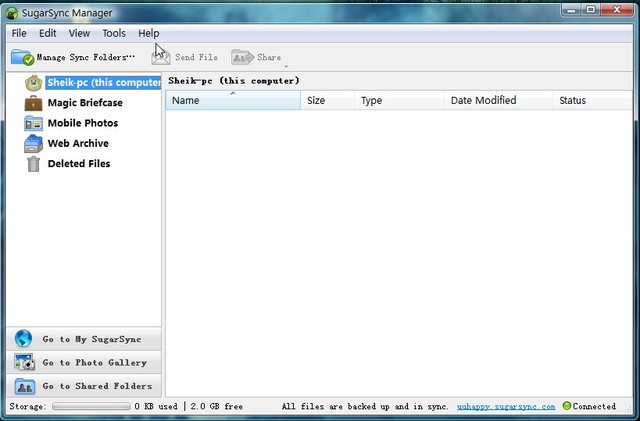 SugarSync Manager
File Edit View Tools Help
Manage Sync Folders... Send File Share
Sheik-pc (this computer
Magic Briefcase
Mobile Photos
Web Archive
Deleted Files
Sheik-pc (this computer)
Name Size Type Date Modified Status
Go to My SugarSync
Go to Photo Gallery
Go to Shared Folders
Storage: 0 KB used | 2.0 GB free All files are backed up and in sync. uuhappy.sugarsync.com Connected